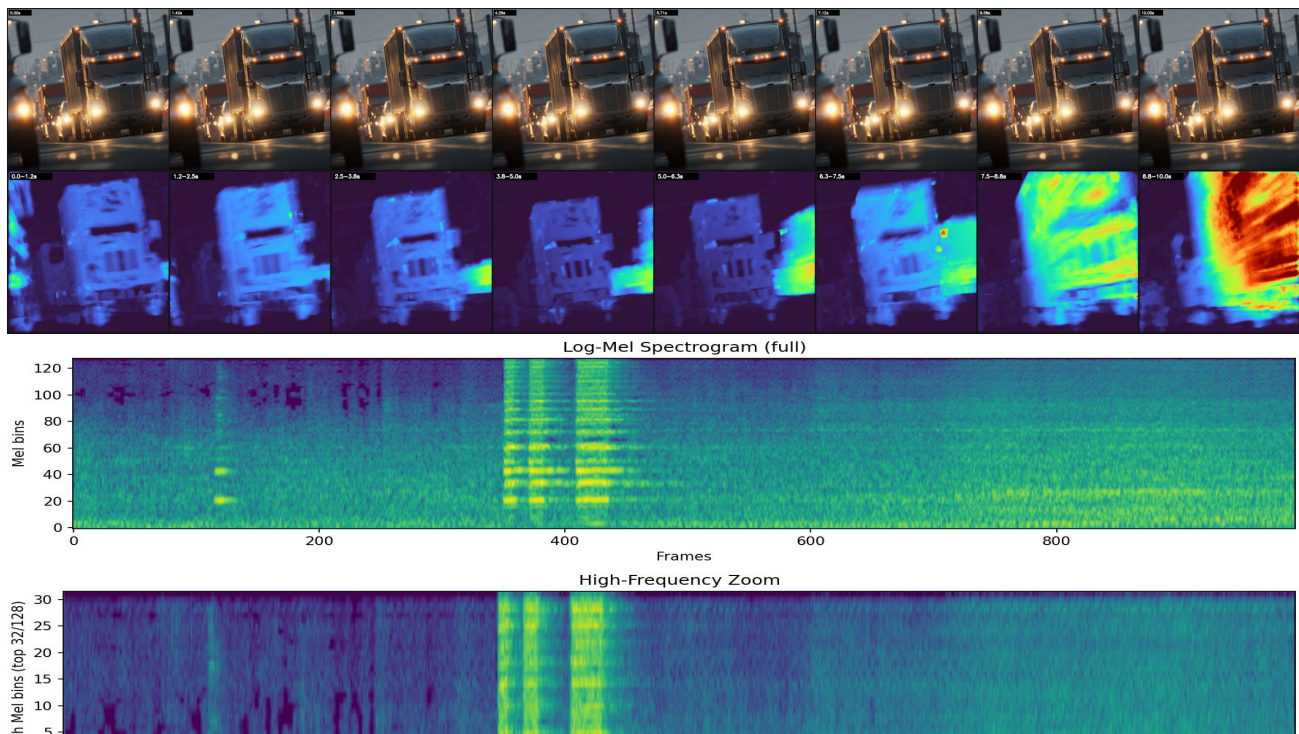 0.00s 1.42s 2.86s 4.29s 5.71s 7.12s 8.58s 10.00s
0.0−1.2s 1.2−2.5s 2.5−3.8s 3.8−5.0s 5.0−6.3s 6.3−7.5s 7.5−8.8s 8.8−10.0s
Log-Mel Spectrogram (full)
120
100
80
60
40
20
0
Mel bins
0 200 400 600 800
Frames
High-Frequency Zoom
30
25
20
15
10
5
h Mel bins (top 32/128)